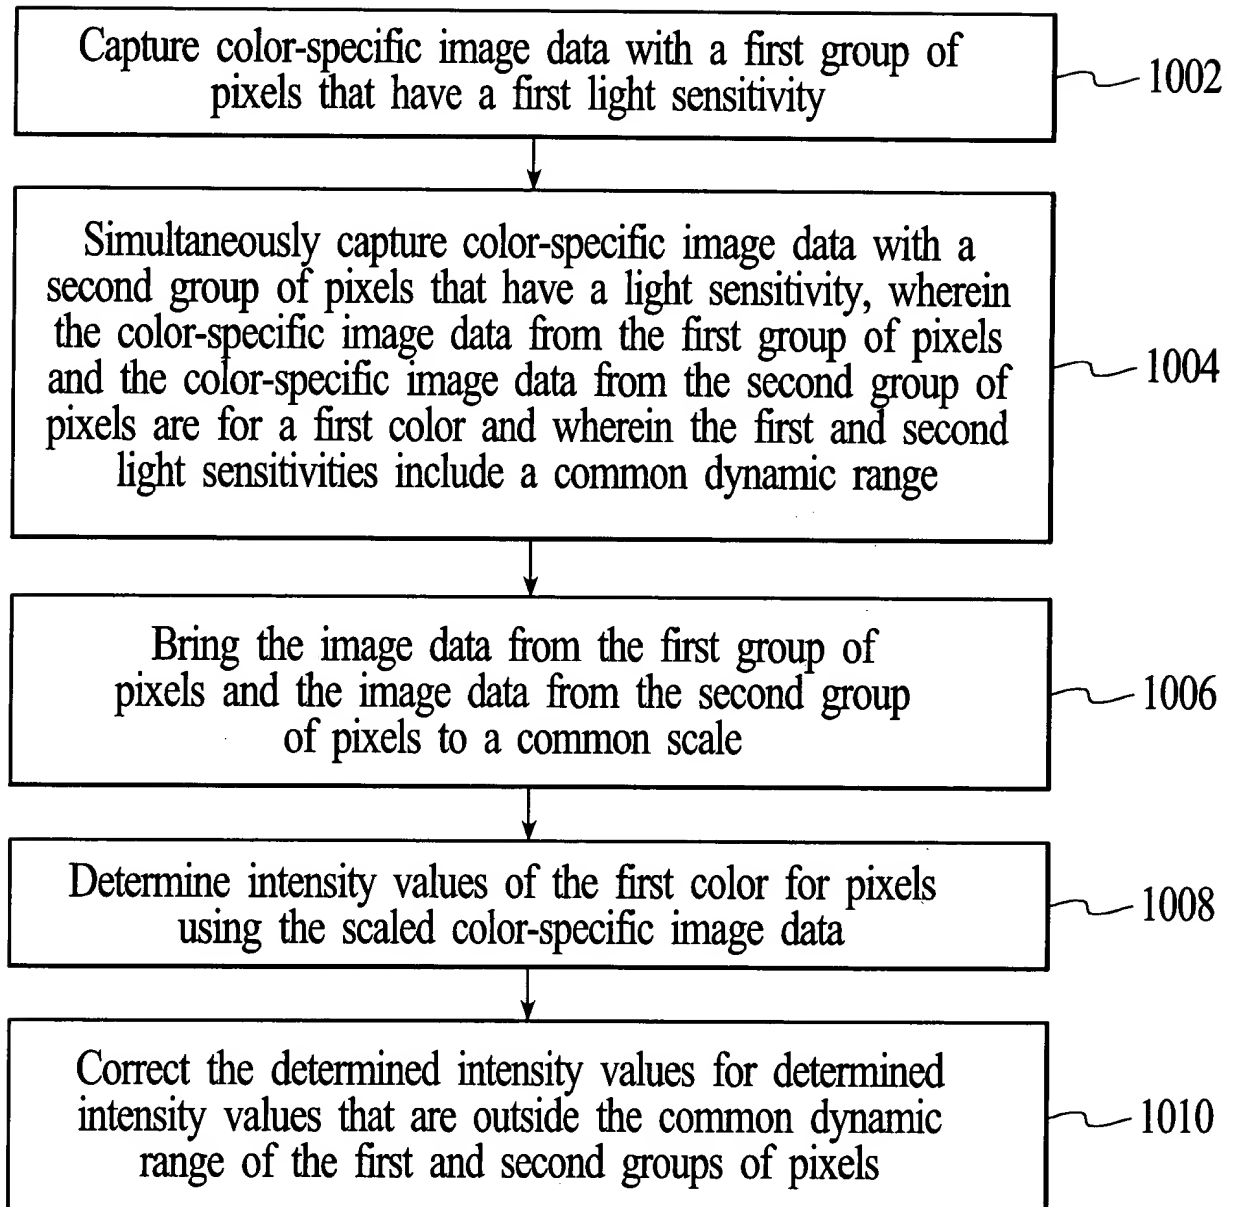 Capture color-specific image data with a first group of
pixels that have a first light sensitivity
1002
Simultaneously capture color-specific image data with a
second group of pixels that have a light sensitivity, wherein
the color-specific image data from the first group of pixels
and the color-specific image data from the second group of
pixels are for a first color and wherein the first and second
light sensitivities include a common dynamic range
1004
Bring the image data from the first group of
pixels and the image data from the second group
of pixels to a common scale
1006
Determine intensity values of the first color for pixels
using the scaled color-specific image data
1008
Correct the determined intensity values for determined
intensity values that are outside the common dynamic
range of the first and second groups of pixels
1010